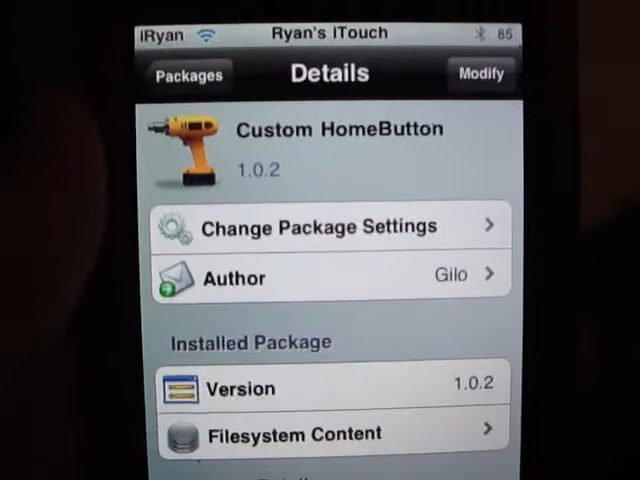 iRyan Ryan's iTouch 85
Packages Details Modify
Custom HomeButton
1.0.2
Change Package Settings
Author Gilo
Installed Package
Version 1.0.2
Filesystem Content